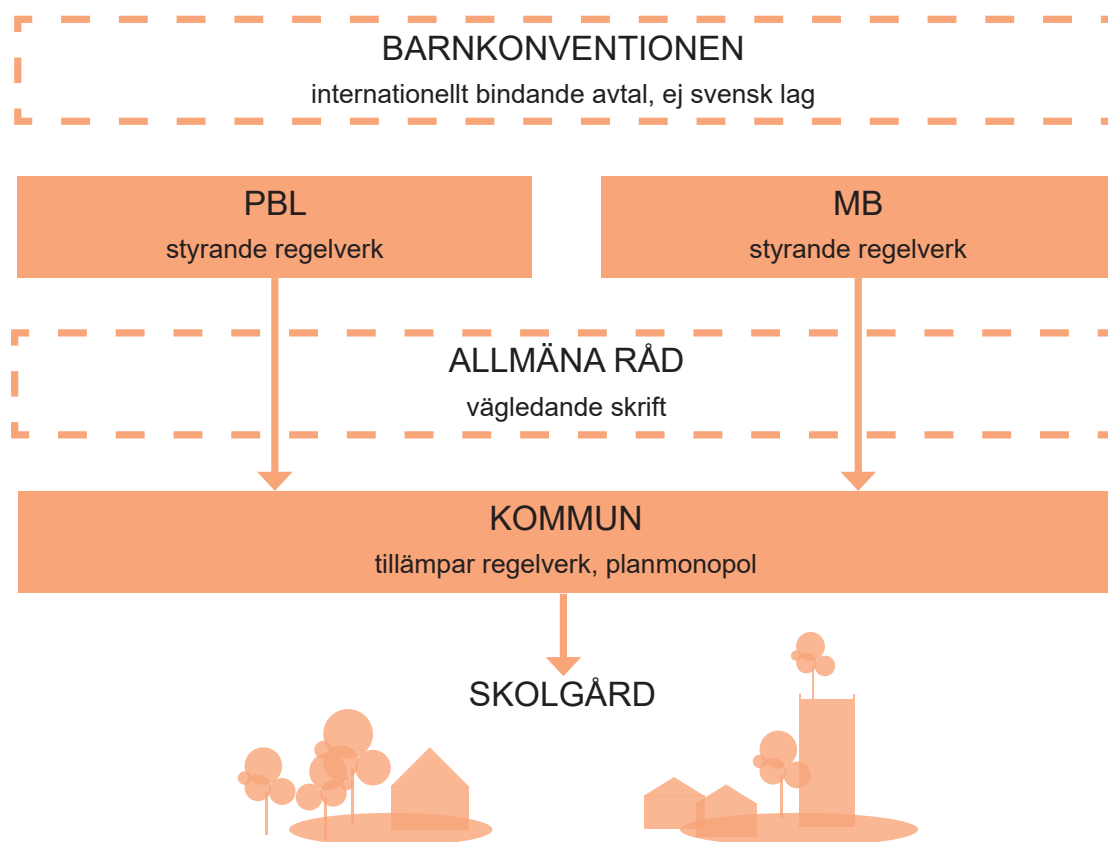 BARNKONVENTIONEN
internationellt bindande avtal, ej svensk lag
PBL
styrande regelverk
MB
styrande regelverk
ALLMÄNA RÅD
vägledande skrift
KOMMUN
tillämpar regelverk, planmonopol
SKOLGÅRD